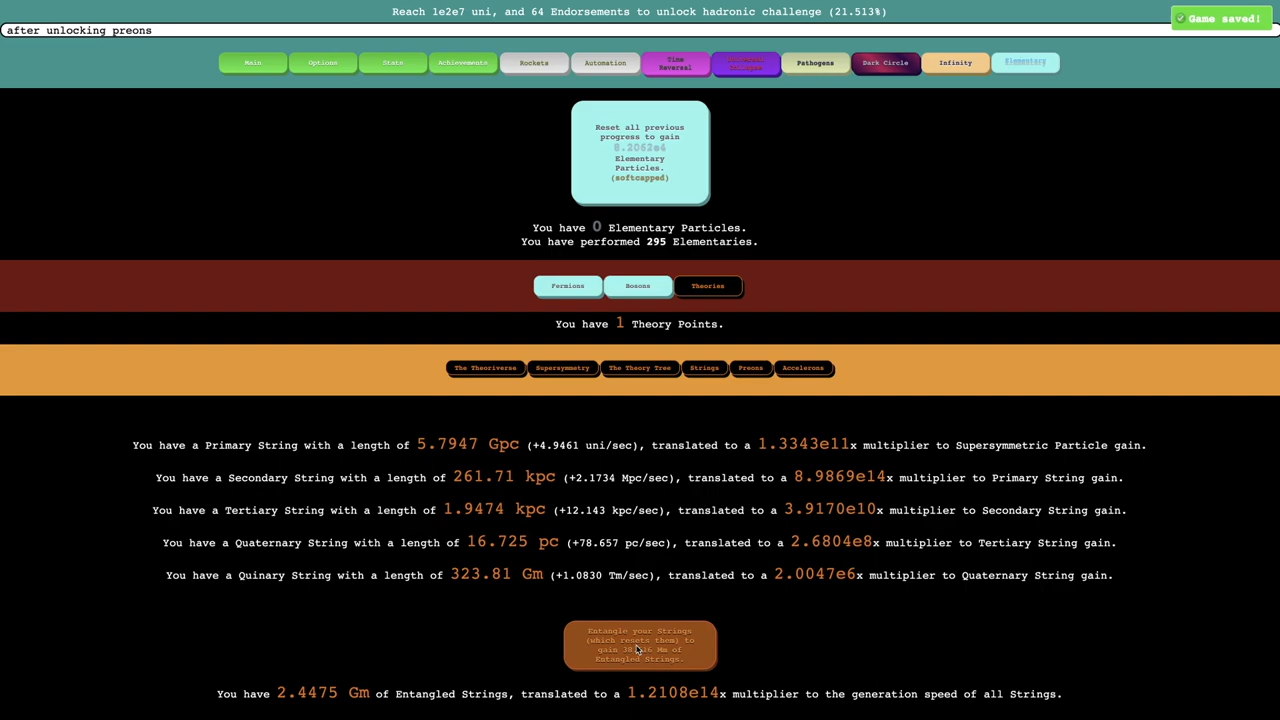 Reach 1e2e7 uni, and 64 Endorsements to unlock hadronic challenge (21.513%)
Game saved!
after unlocking preons
Main
Options
Stats
Achievements
Rockets
Automation
Time
Reversal
Pathogens
Dark Circle
Infinity
Elementary
Reset all previous
progress to gain
8.2062e4
Elementary
Particles.
(softcapped)
You have 0 Elementary Particles.
You have performed 295 Elementaries.
Fermions
Bosons
Theories
You have 1 Theory Points.
The Theoriverse
Supersymmetry
The Theory Tree
Strings
Preons
Accelerons
You have a Primary String with a length of 5.7947 Gpc (+4.9461 uni/sec), translated to a 1.3343e11x multiplier to Supersymmetric Particle gain.
You have a Secondary String with a length of 261.71 kpc (+2.1734 Mpc/sec), translated to a 8.9869e14x multiplier to Primary String gain.
You have a Tertiary String with a length of 1.9474 kpc (+12.143 kpc/sec), translated to a 3.9170e10x multiplier to Secondary String gain.
You have a Quaternary String with a length of 16.725 pc (+78.657 pc/sec), translated to a 2.6804e8x multiplier to Tertiary String gain.
You have a Quinary String with a length of 323.81 Gm (+1.0830 Tm/sec), translated to a 2.0047e6x multiplier to Quaternary String gain.
Entangle your Strings
(which resets them) to
gain Mm of
Entangled Strings.
You have 2.4475 Gm of Entangled Strings, translated to a 1.2108e14x multiplier to the generation speed of all Strings.